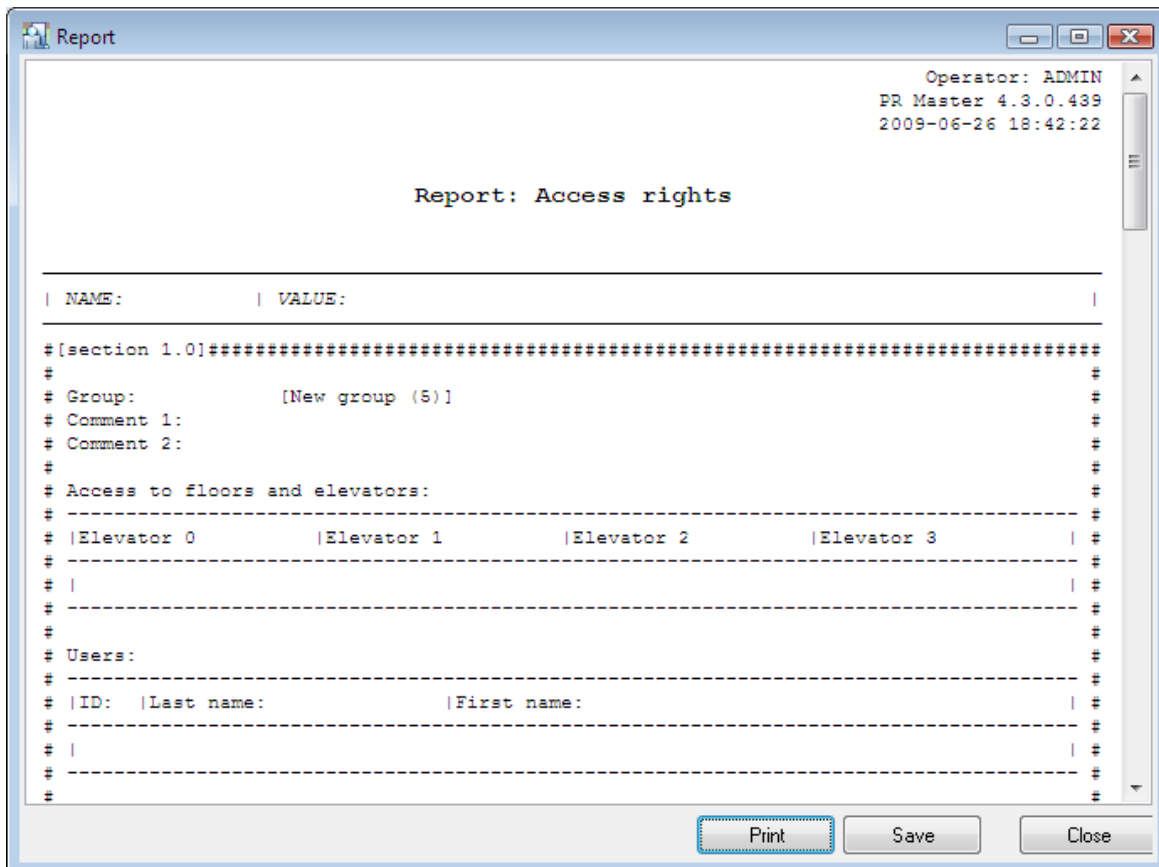 Report
Operator: ADMIN
PR Master 4.3.0.439
2009-06-26 18:42:22
Report: Access rights
| NAME: | VALUE: |
#[section 1.0]############################################################################
# #
# Group: [New group (5)] #
# Comment 1: #
# Comment 2: #
# #
# Access to floors and elevators: #
# -------------------------------------------------------------------------------------- #
# |Elevator 0 |Elevator 1 |Elevator 2 |Elevator 3 | #
# -------------------------------------------------------------------------------------- #
# | | #
# -------------------------------------------------------------------------------------- #
# #
# Users: #
# -------------------------------------------------------------------------------------- #
# |ID: |Last name: |First name: | #
# -------------------------------------------------------------------------------------- #
# | | #
# -------------------------------------------------------------------------------------- #
# #
Print Save Close